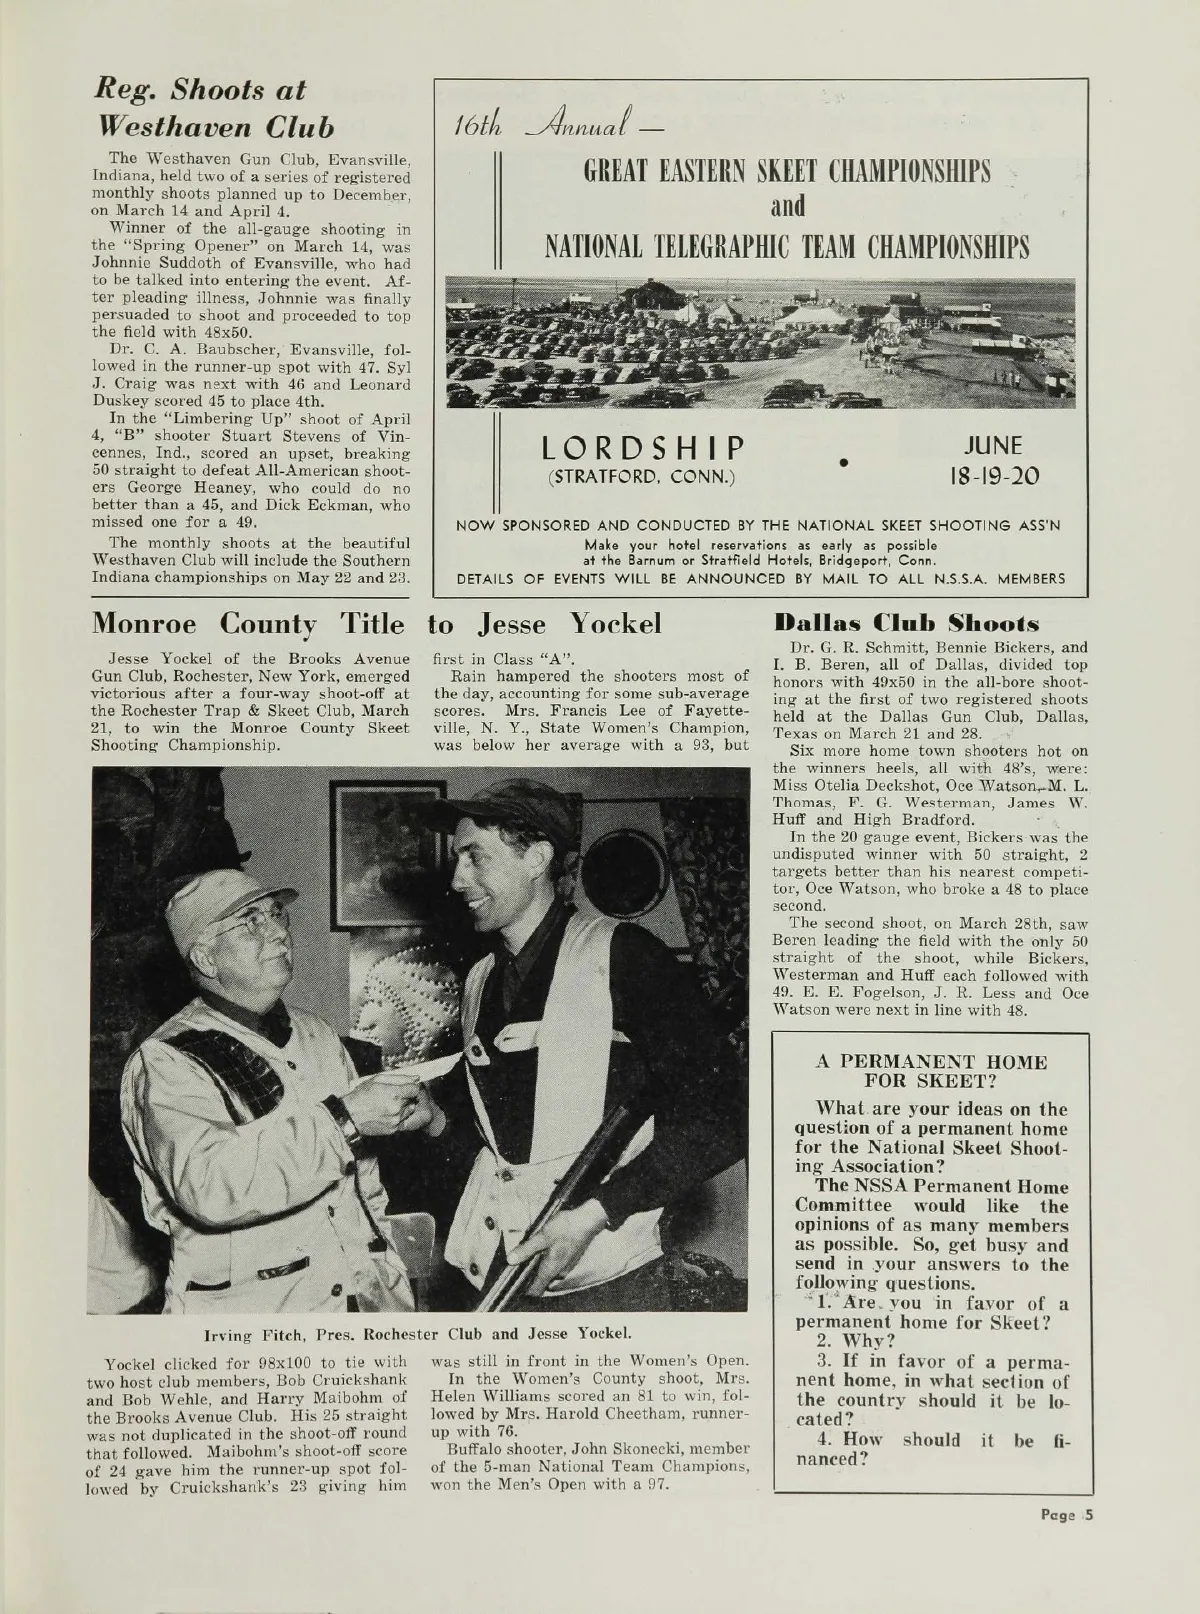 Reg. Shoots at
Westhaven Club
The Westhaven Gun Club, Evansville,
Indiana, held two of a series of registered
monthly shoots planned up to December,
on March 14 and April 4.
Winner of the all-gauge shooting in
the "Spring Opener" on March 14, was
Johnnie Suddoth of Evansville, who had
to be talked into entering the event. Af-
ter pleading illness, Johnnie was finally
persuaded to shoot and proceeded to top
the field with 48x50.
Dr. C. A. Baubscher, Evansville, fol-
lowed in the runner-up spot with 47. Syl
J. Craig was next with 46 and Leonard
Duskey scored 45 to place 4th.
In the "Limbering Up" shoot of April
4, "B" shooter Stuart Stevens of Vin-
cennes, Ind., scored an upset, breaking
50 straight to defeat All-American shoot-
ers George Heaney, who could do no
better than a 45, and Dick Eckman, who
missed one for a 49.
The monthly shoots at the beautiful
Westhaven Club will include the Southern
Indiana championships on May 22 and 23.
16th Annual —
GREAT EASTERN SKEET CHAMPIONSHIPS
and
NATIONAL TELEGRAPHIC TEAM CHAMPIONSHIPS
LORDSHIP
(STRATFORD, CONN.)
•
JUNE
18-19-20
NOW SPONSORED AND CONDUCTED BY THE NATIONAL SKEET SHOOTING ASS'N
Make your hotel reservations as early as possible
at the Barnum or Stratfield Hotels, Bridgeport, Conn.
DETAILS OF EVENTS WILL BE ANNOUNCED BY MAIL TO ALL N.S.S.A. MEMBERS
Monroe County Title to Jesse Yockel
Jesse Yockel of the Brooks Avenue
Gun Club, Rochester, New York, emerged
victorious after a four-way shoot-off at
the Rochester Trap & Skeet Club, March
21, to win the Monroe County Skeet
Shooting Championship.
Irving Fitch, Pres. Rochester Club and Jesse Yockel.
Yockel clicked for 98x100 to tie with
two host club members, Bob Cruickshank
and Bob Wehle, and Harry Maibohm of
the Brooks Avenue Club. His 25 straight
was not duplicated in the shoot-off round
that followed. Maibohm's shoot-off score
of 24 gave him the runner-up spot fol-
lowed by Cruickshank's 23 giving him
first in Class "A".
Rain hampered the shooters most of
the day, accounting for some sub-average
scores. Mrs. Francis Lee of Fayette-
ville, N. Y., State Women's Champion,
was below her average with a 93, but
was still in front in the Women's Open.
In the Women's County shoot, Mrs.
Helen Williams scored an 81 to win, fol-
lowed by Mrs. Harold Cheetham, runner-
up with 76.
Buffalo shooter, John Skonecki, member
of the 5-man National Team Champions,
won the Men's Open with a 97.
Dallas Club Shoots
Dr. G. R. Schmitt, Bennie Bickers, and
I. B. Beren, all of Dallas, divided top
honors with 49x50 in the all-bore shoot-
ing at the first of two registered shoots
held at the Dallas Gun Club, Dallas,
Texas on March 21 and 28.
Six more home town shooters hot on
the winners heels, all with 48's, were:
Miss Otelia Deckshot, Oce Watson, M. L.
Thomas, F. G. Westerman, James W.
Huff and High Bradford.
In the 20 gauge event, Bickers was the
undisputed winner with 50 straight, 2
targets better than his nearest competi-
tor, Oce Watson, who broke a 48 to place
second.
The second shoot, on March 28th, saw
Beren leading the field with the only 50
straight of the shoot, while Bickers,
Westerman and Huff each followed with
49. E. E. Fogelson, J. R. Less and Oce
Watson were next in line with 48.
A PERMANENT HOME
FOR SKEET?
What are your ideas on the
question of a permanent home
for the National Skeet Shoot-
ing Association?
The NSSA Permanent Home
Committee would like the
opinions of as many members
as possible. So, get busy and
send in your answers to the
following questions.
1. Are you in favor of a
permanent home for Skeet?
2. Why?
3. If in favor of a perma-
nent home, in what section of
the country should it be lo-
cated?
4. How should it be fi-
nanced?
Page 5